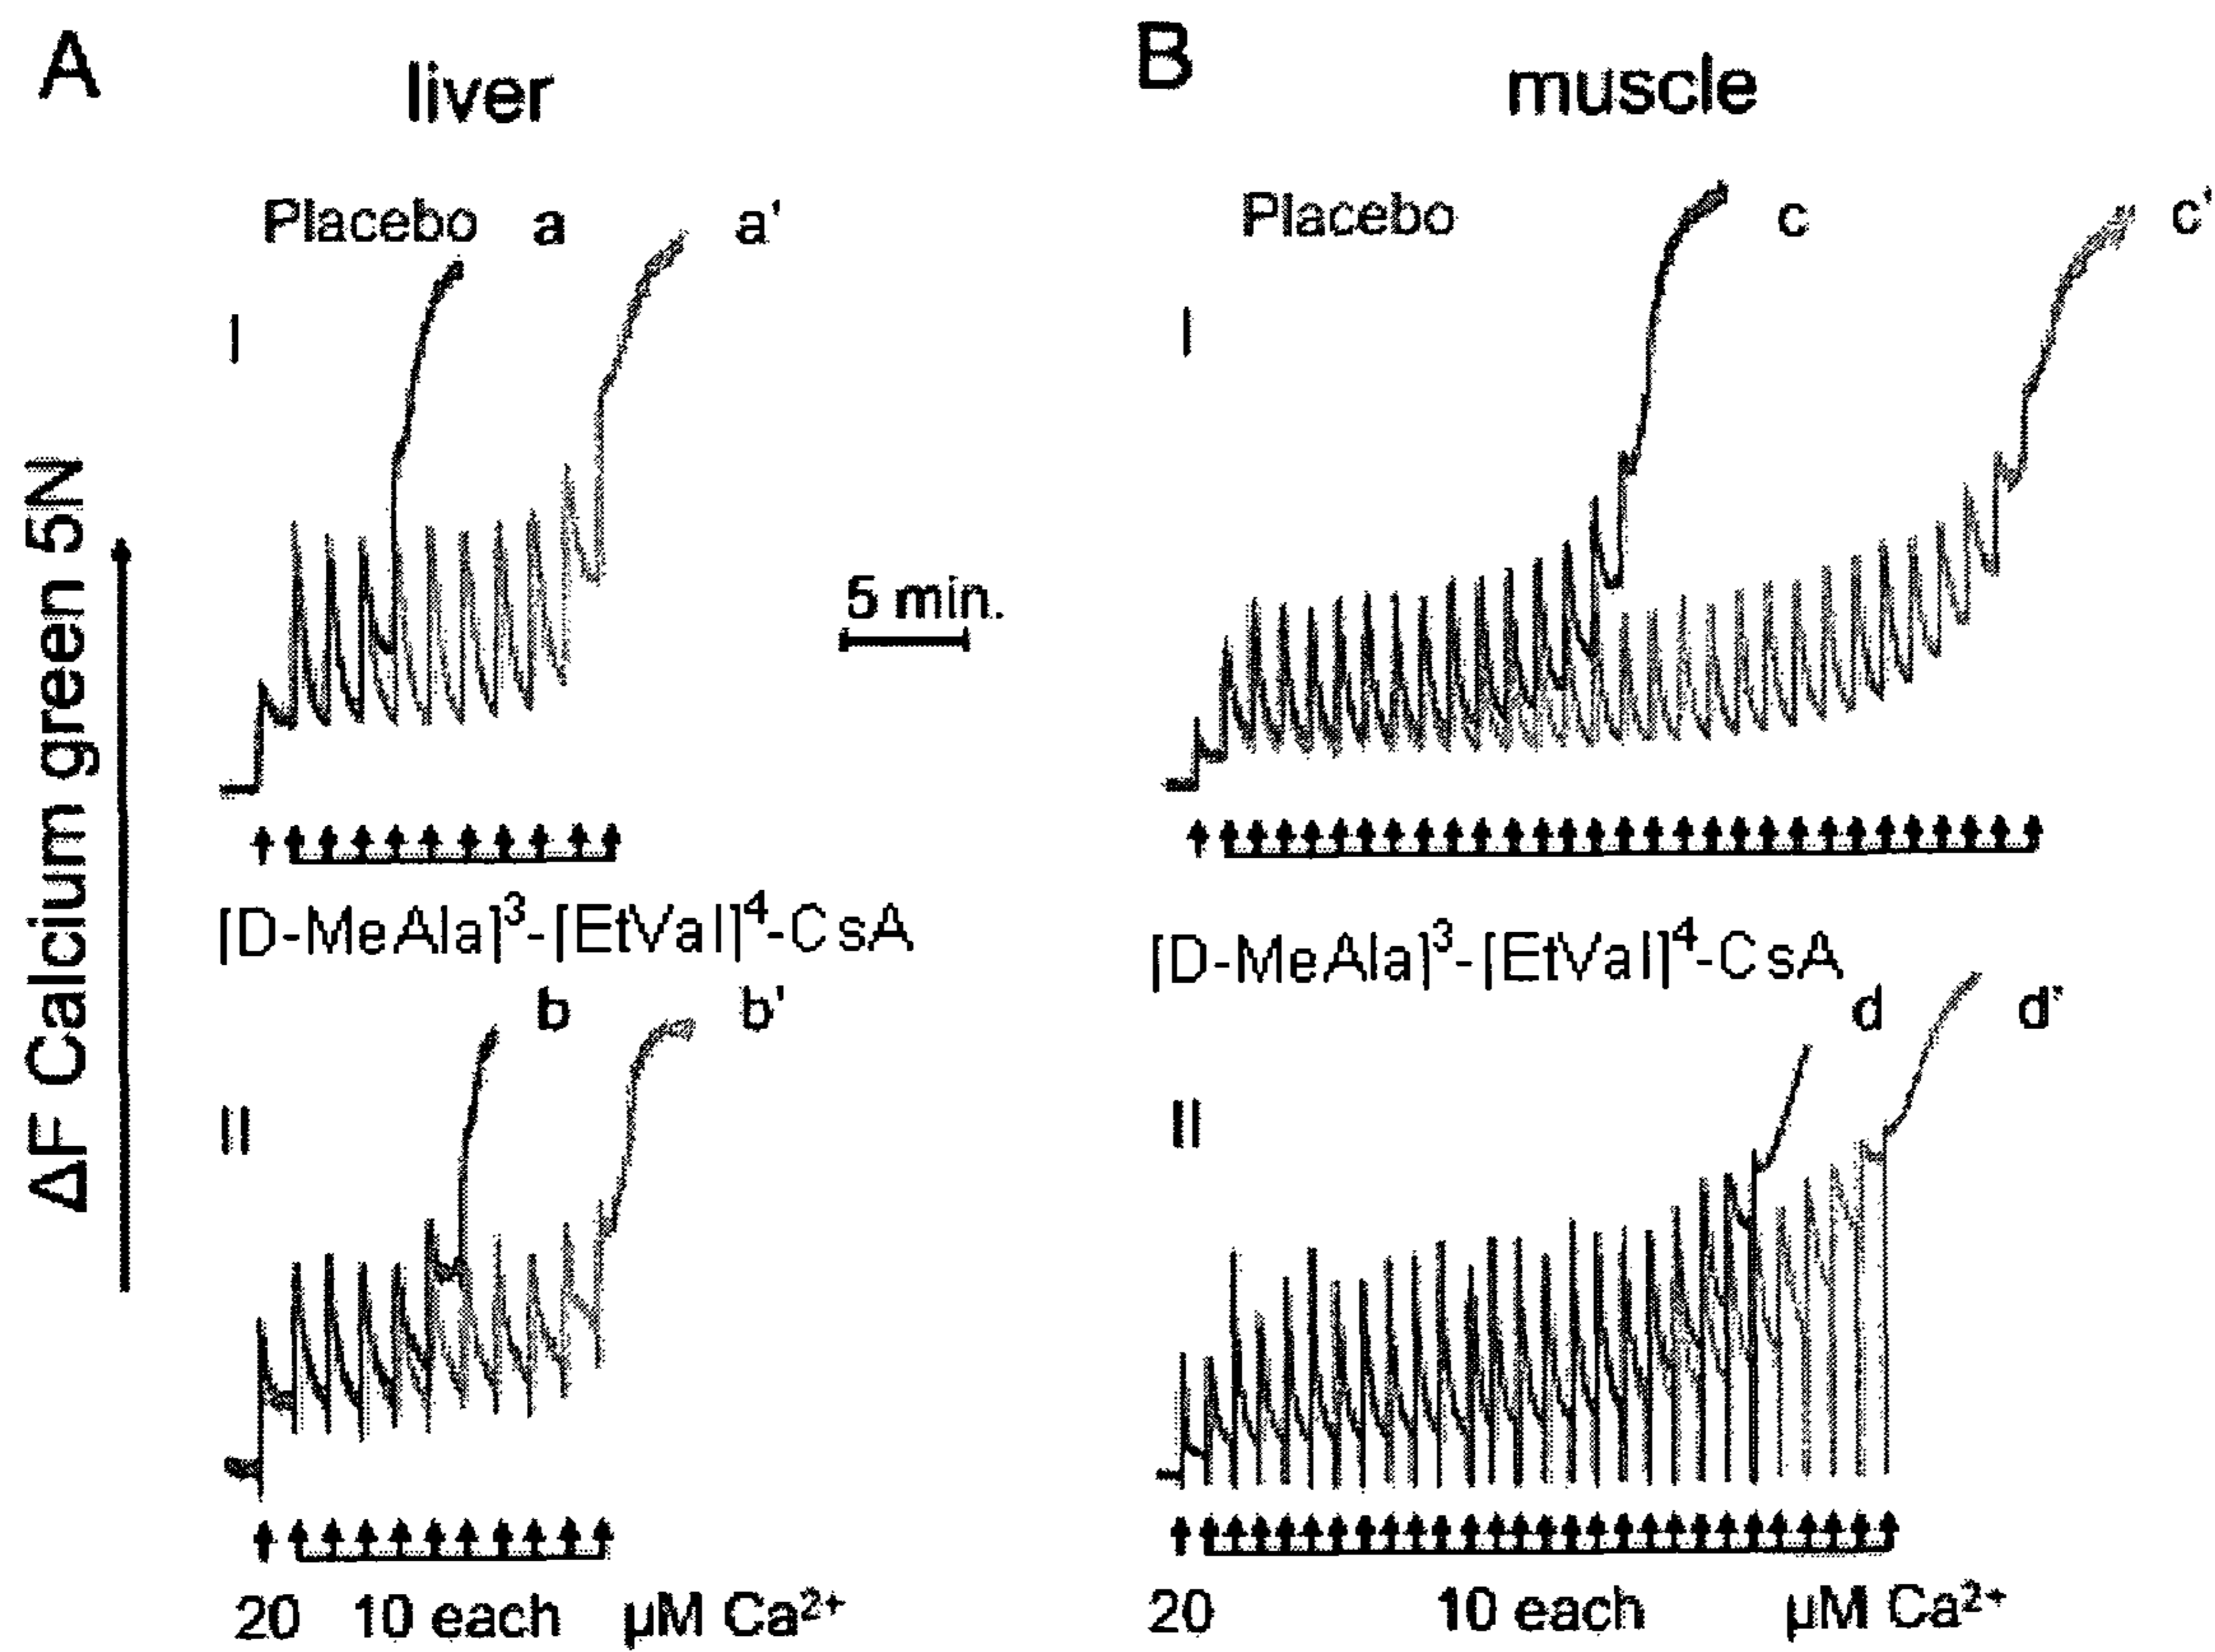 A
liver
B
muscle
Placebo a a'
Placebo c c'
I
I
5 min.
ΔF Calcium green 5N
[D-MeAla]³-[EtVal]⁴-CsA
[D-MeAla]³-[EtVal]⁴-CsA
b b'
d d'
II
II
20 10 each µM Ca²⁺
20 10 each µM Ca²⁺